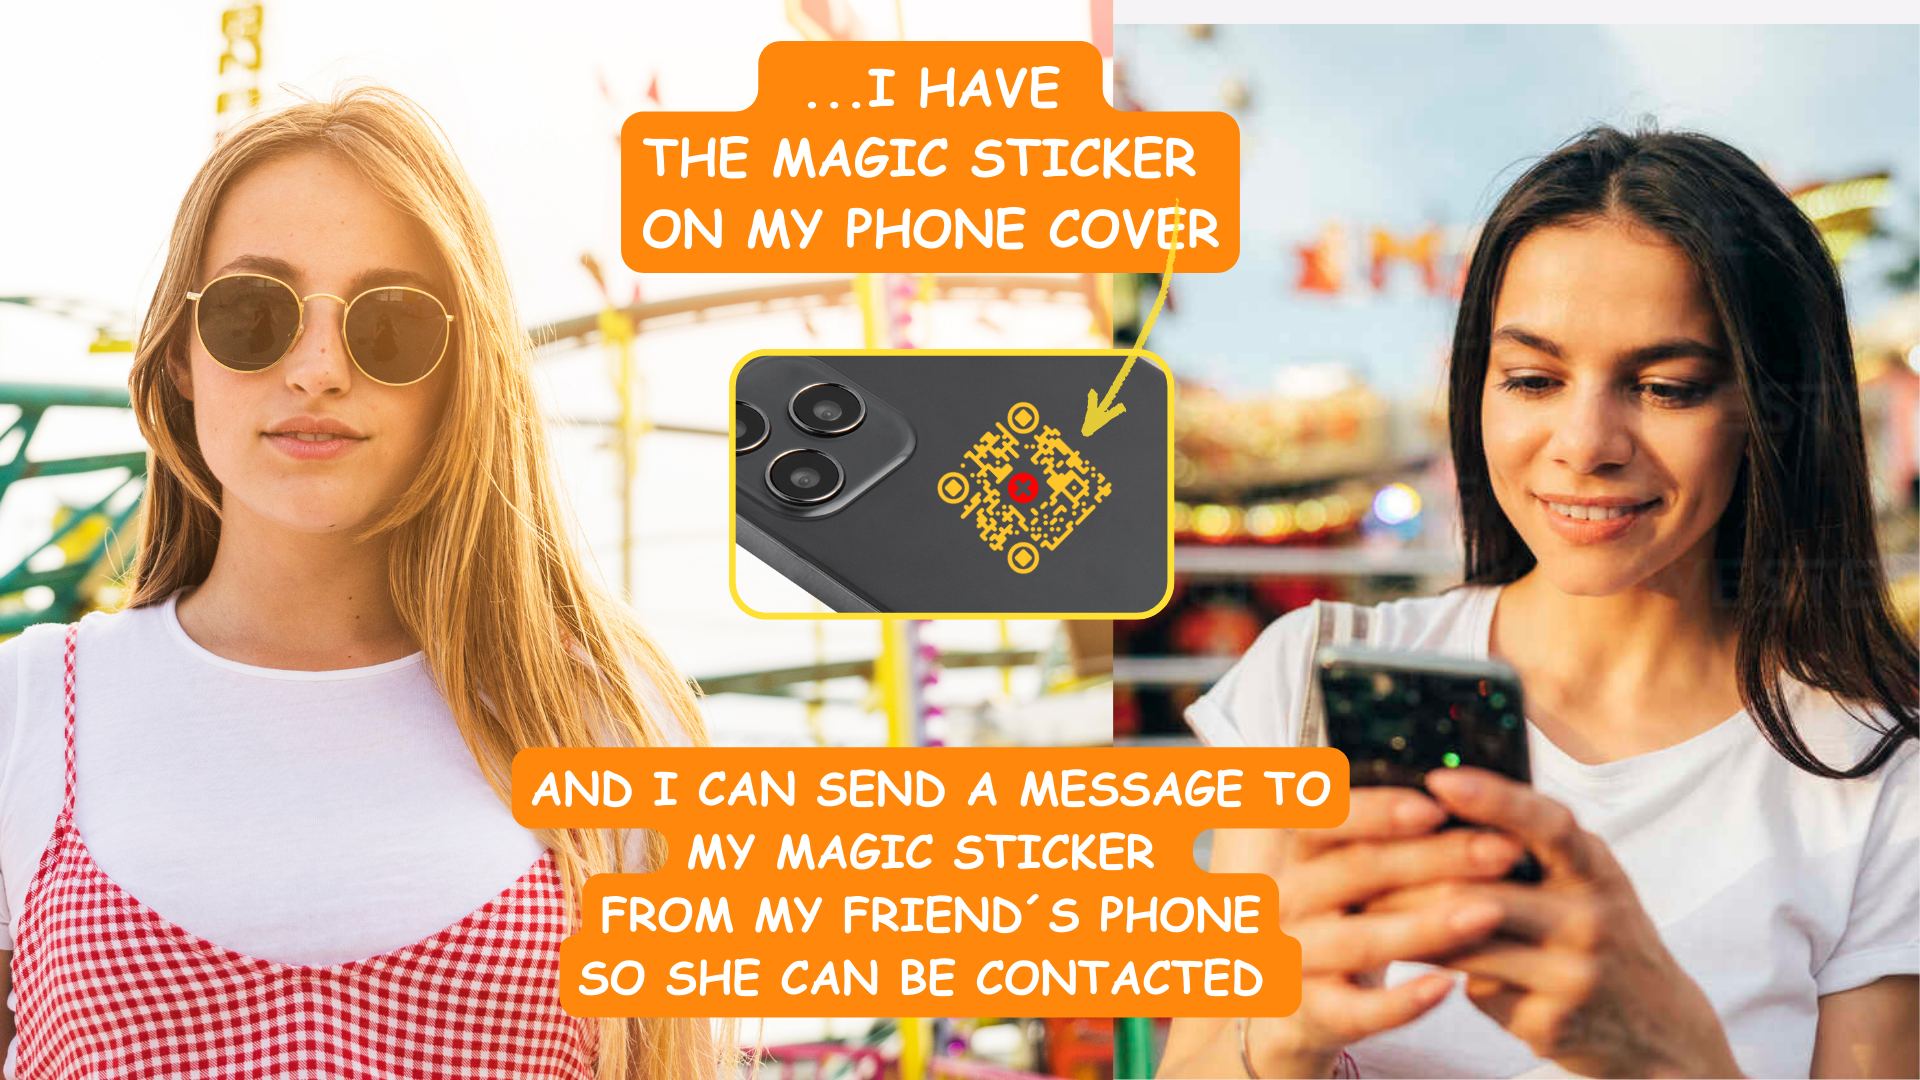 ...I HAVE
THE MAGIC STICKER
ON MY PHONE COVER
AND I CAN SEND A MESSAGE TO
MY MAGIC STICKER
FROM MY FRIEND´S PHONE
SO SHE CAN BE CONTACTED